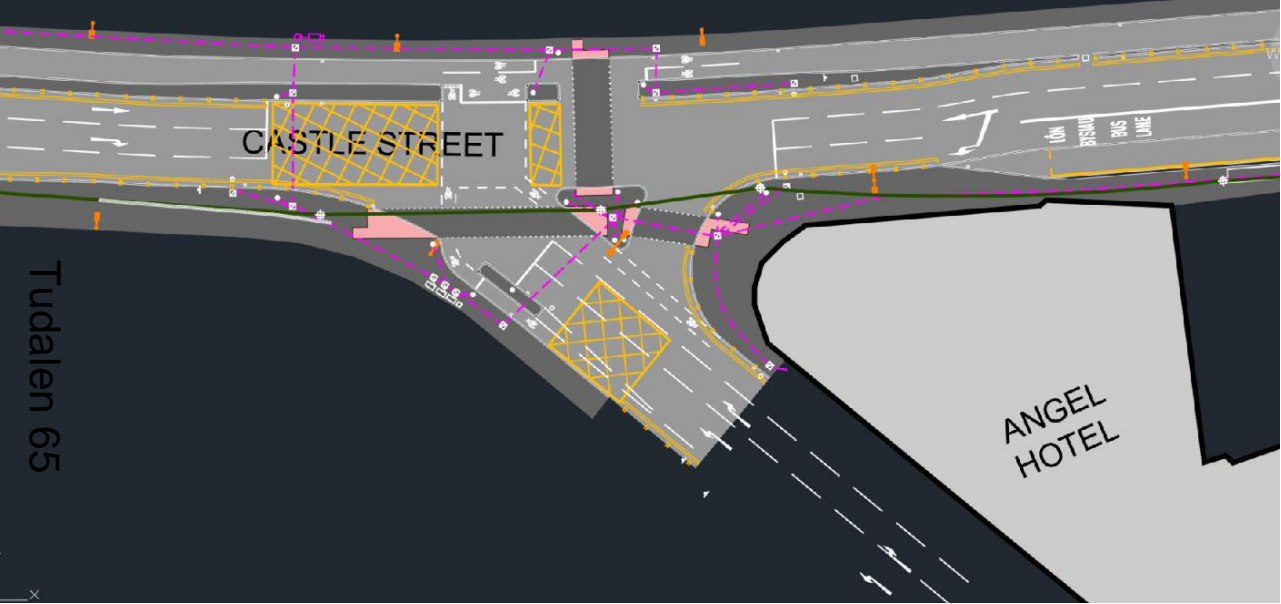 CASTLE STREET
LÔN
BYSIAU
BUS
LANE
Tudalen 65
ANGEL
HOTEL
X